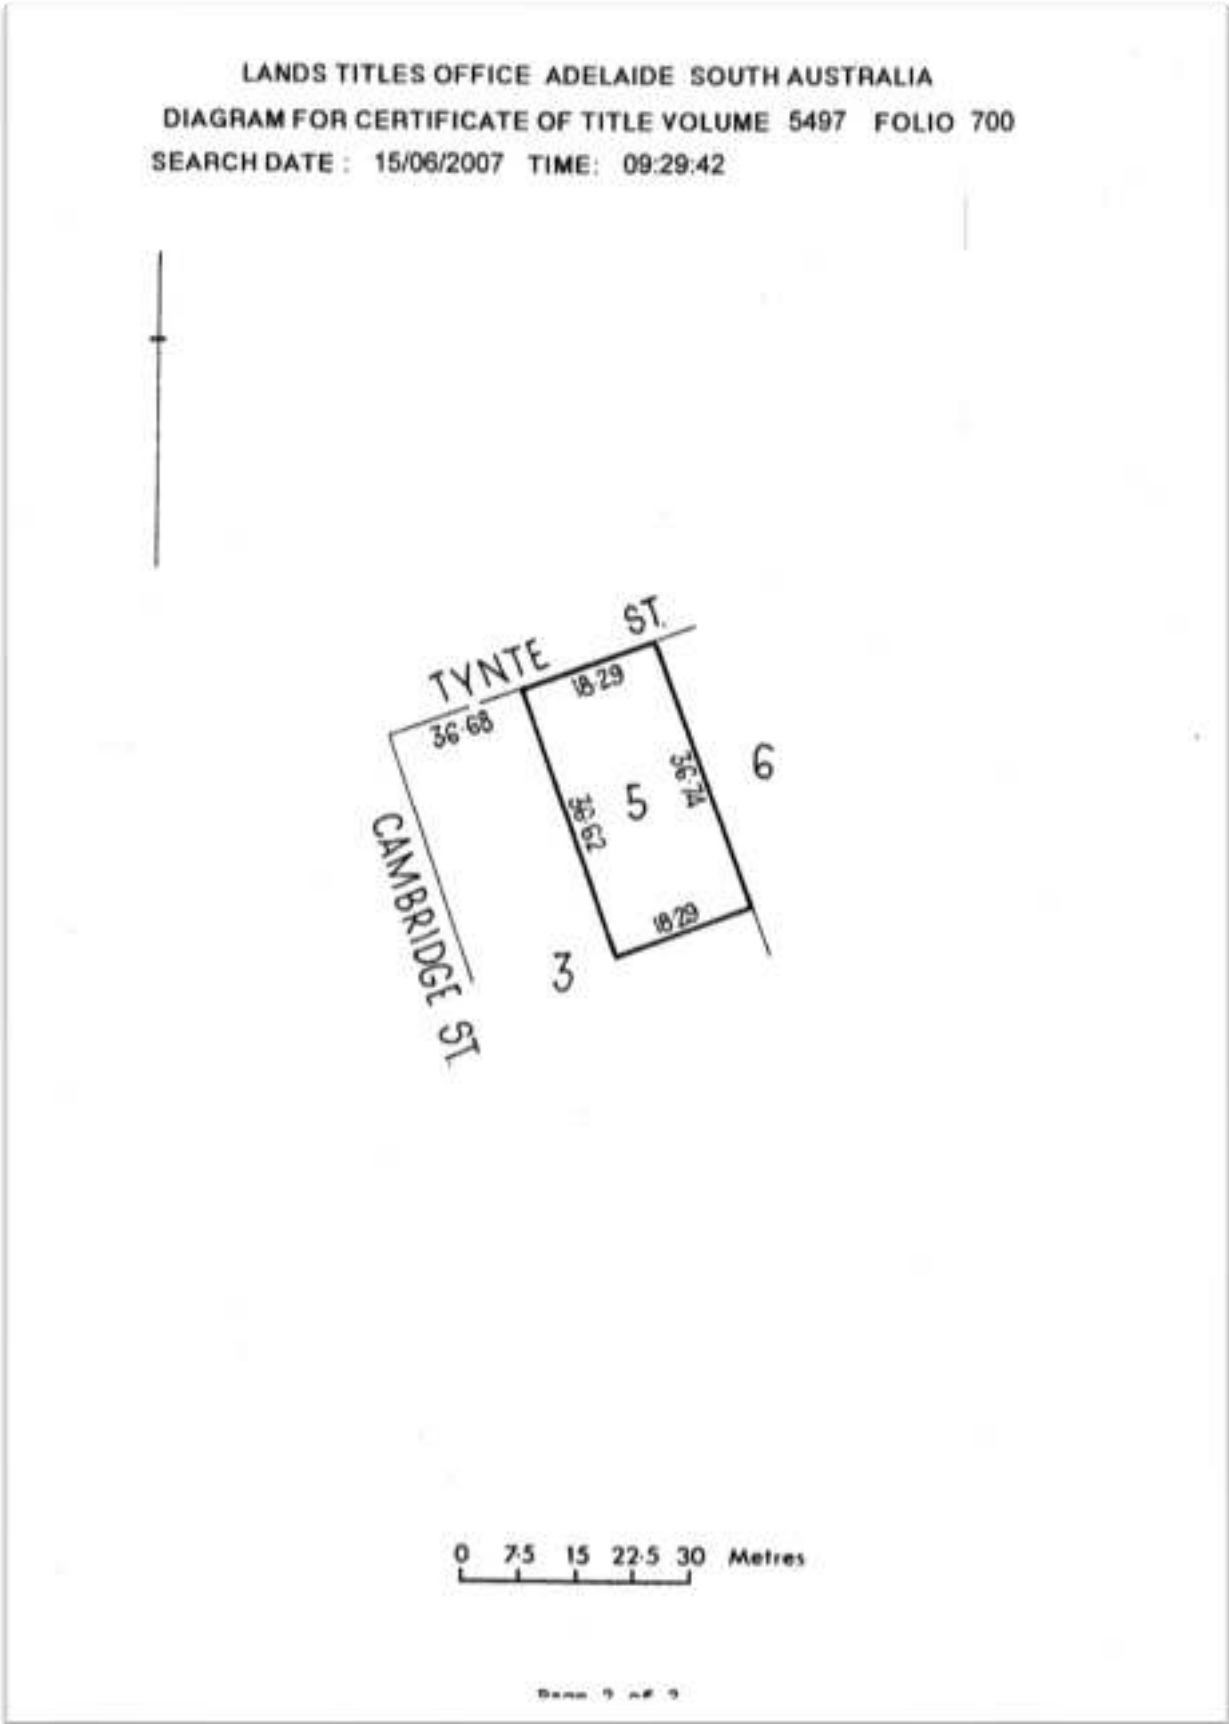 LANDS TITLES OFFICE ADELAIDE SOUTH AUSTRALIA
DIAGRAM FOR CERTIFICATE OF TITLE VOLUME 5497 FOLIO 700
SEARCH DATE : 15/06/2007 TIME: 09:29:42
TYNTE ST.
18·29
36·68
6
36·74
5
36·62
CAMBRIDGE ST.
18·29
3
0 7·5 15 22·5 30 Metres